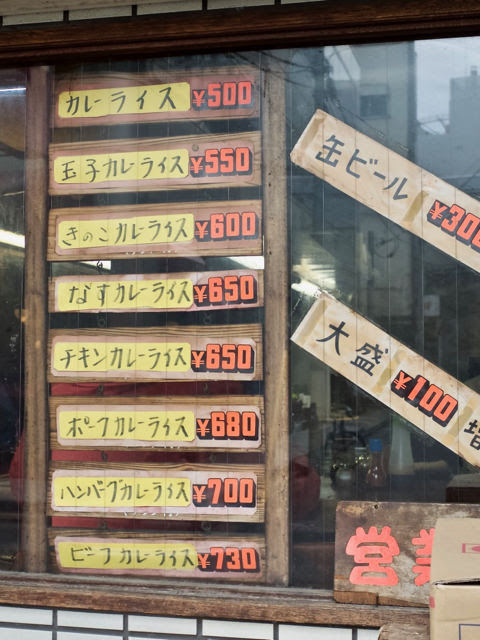 カレーライス ¥500
玉子カレーライス ¥550
きのこカレーライス ¥600
なすカレーライス ¥650
チキンカレーライス ¥650
ポークカレーライス ¥680
ハンバーグカレーライス ¥700
ビーフカレーライス ¥730
缶ビール ¥300
大盛 ¥100 増
営業